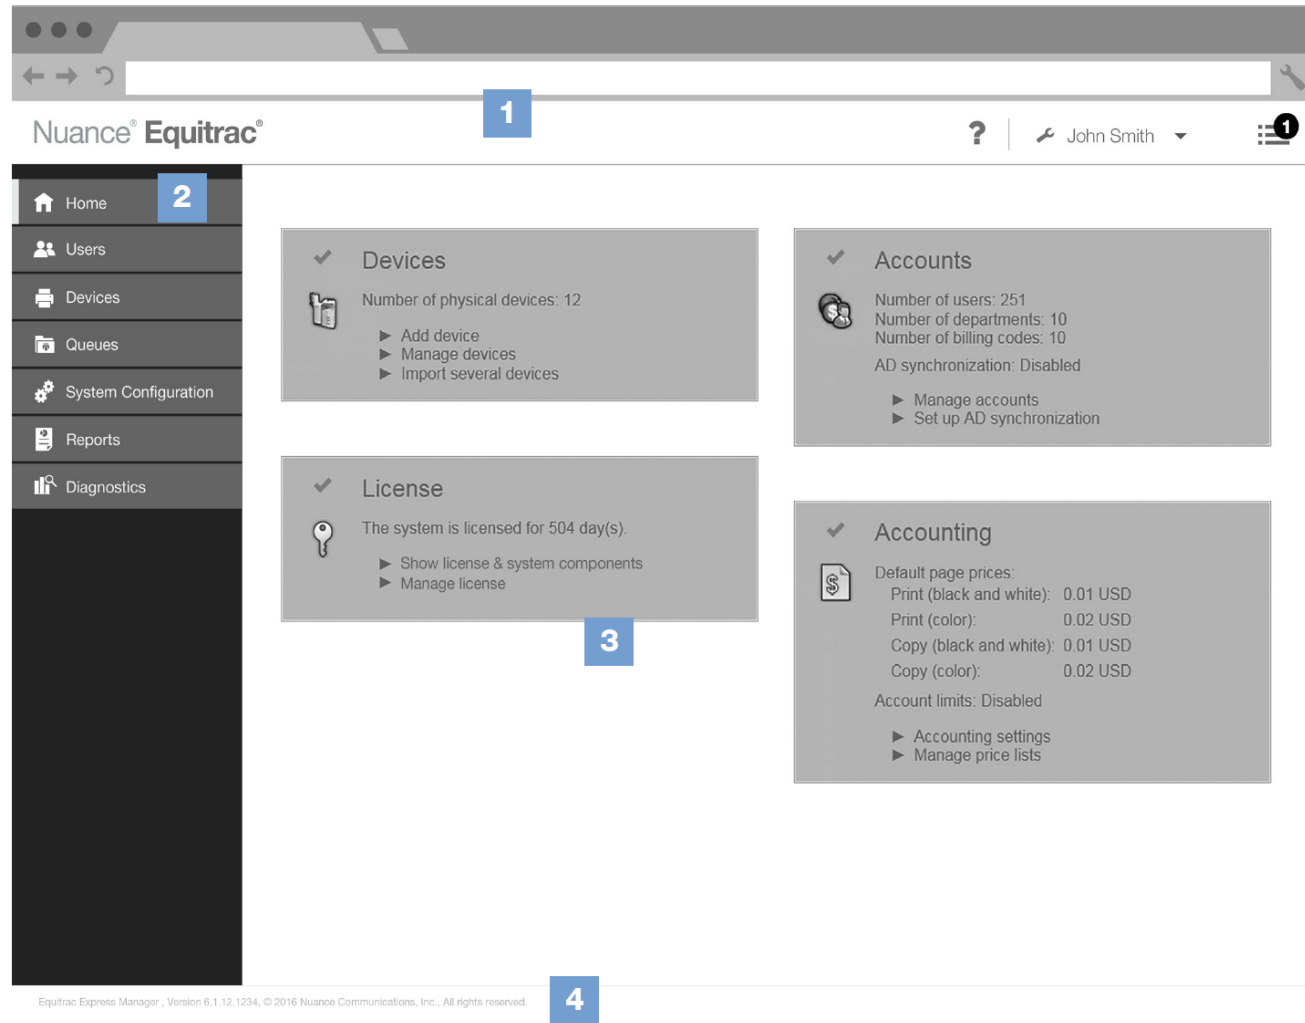 1
Nuance® Equitrac®
? John Smith 1
Home 2
Users
Devices
Queues
System Configuration
Reports
Diagnostics
Devices
Number of physical devices: 12
► Add device
► Manage devices
► Import several devices
License
The system is licensed for 504 day(s).
► Show license & system components
► Manage license
3
Accounts
Number of users: 251
Number of departments: 10
Number of billing codes: 10
AD synchronization: Disabled
► Manage accounts
► Set up AD synchronization
Accounting
Default page prices:
Print (black and white): 0.01 USD
Print (color): 0.02 USD
Copy (black and white): 0.01 USD
Copy (color): 0.02 USD
Account limits: Disabled
► Accounting settings
► Manage price lists
Equitrac Express Manager , Version 6.1.12.1234, © 2016 Nuance Communications, Inc., All rights reserved.
4